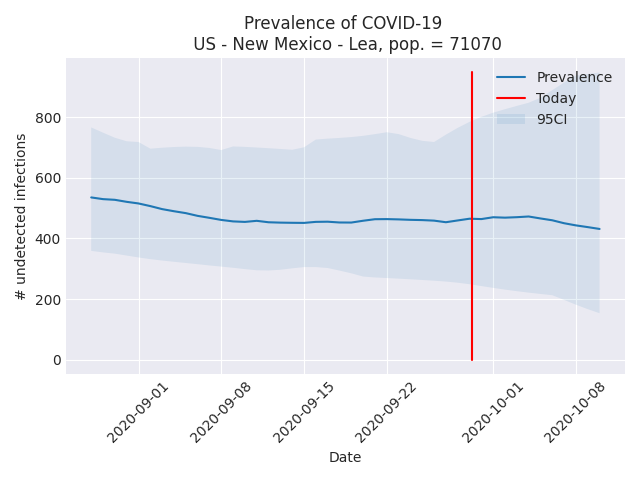 Prevalence of COVID-19
US - New Mexico - Lea, pop. = 71070
Prevalence
Today
95CI
# undetected infections
800
600
400
200
0
2020-09-01
2020-09-08
2020-09-15
2020-09-22
2020-10-01
2020-10-08
Date